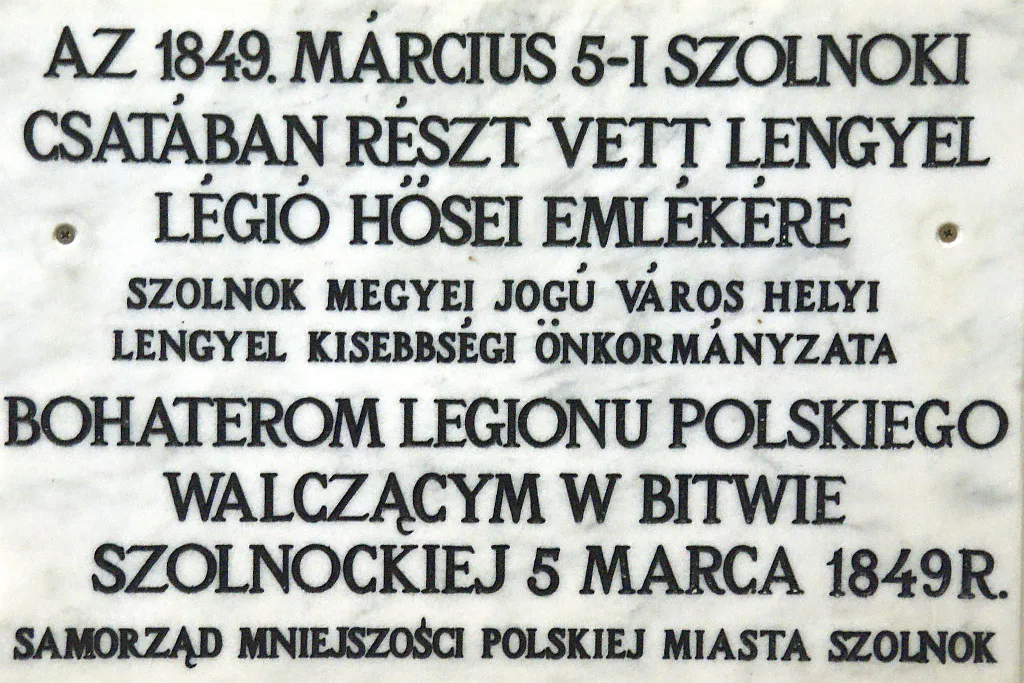 AZ 1849. MÁRCIUS 5-I SZOLNOKI
CSATÁBAN RÉSZT VETT LENGYEL
LÉGIÓ HŐSEI EMLÉKÉRE
SZOLNOK MEGYEI JOGÚ VÁROS HELYI
LENGYEL KISEBBSÉGI ÖNKORMÁNYZATA
BOHATEROM LEGIONU POLSKIEGO
WALCZĄCYM W BITWIE
SZOLNOCKIEJ 5 MARCA 1849R.
SAMORZĄD MNIEJSZOŚCI POLSKIEJ MIASTA SZOLNOK